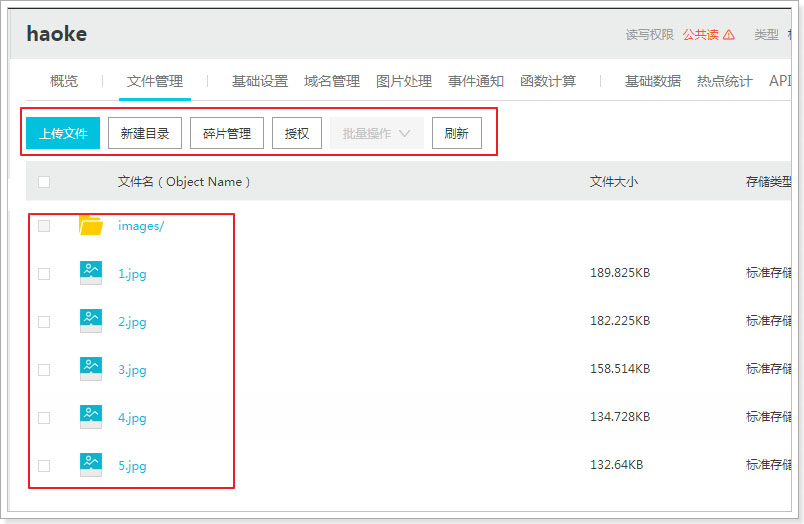 haoke 读写权限 公共读 类型
概览 文件管理 基础设置 域名管理 图片处理 事件通知 函数计算 基础数据 热点统计 API
上传文件 新建目录 碎片管理 授权 批量操作 刷新
文件名 ( Object Name ) 文件大小 存储类型
images/
1.jpg 189.825KB 标准存储
2.jpg 182.225KB 标准存储
3.jpg 158.514KB 标准存储
4.jpg 134.728KB 标准存储
5.jpg 132.64KB 标准存储